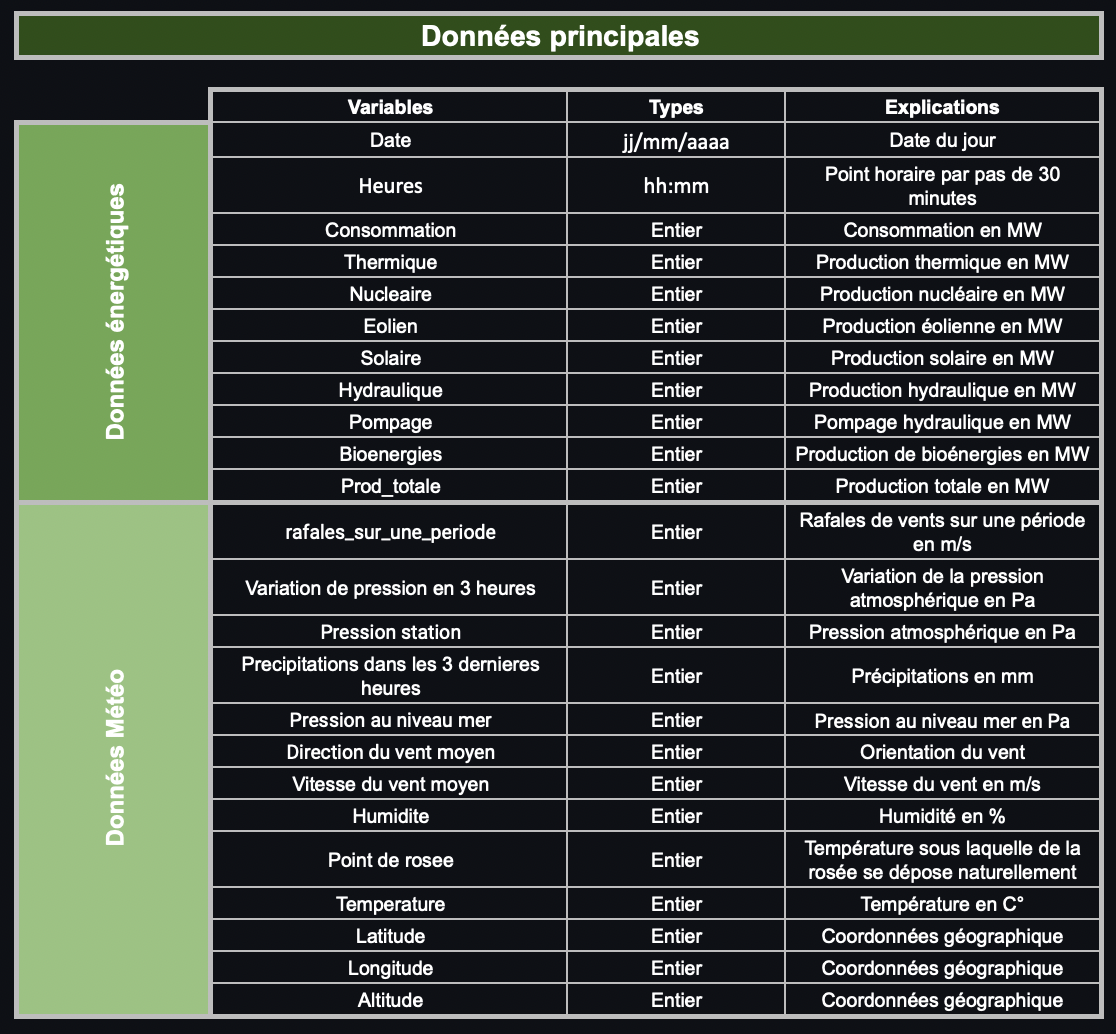 Données principales
Variables Types Explications
Données énergétiques
Date jj/mm/aaaa Date du jour
Heures hh:mm Point horaire par pas de 30
minutes
Consommation Entier Consommation en MW
Thermique Entier Production thermique en MW
Nucleaire Entier Production nucléaire en MW
Eolien Entier Production éolienne en MW
Solaire Entier Production solaire en MW
Hydraulique Entier Production hydraulique en MW
Pompage Entier Pompage hydraulique en MW
Bioenergies Entier Production de bioénergies en MW
Prod_totale Entier Production totale en MW
Données Météo
rafales_sur_une_periode Entier Rafales de vents sur une période
en m/s
Variation de pression en 3 heures Entier Variation de la pression
atmosphérique en Pa
Pression station Entier Pression atmosphérique en Pa
Precipitations dans les 3 dernieres
heures Entier Précipitations en mm
Pression au niveau mer Entier Pression au niveau mer en Pa
Direction du vent moyen Entier Orientation du vent
Vitesse du vent moyen Entier Vitesse du vent en m/s
Humidite Entier Humidité en %
Point de rosee Entier Température sous laquelle de la
rosée se dépose naturellement
Temperature Entier Température en C°
Latitude Entier Coordonnées géographique
Longitude Entier Coordonnées géographique
Altitude Entier Coordonnées géographique